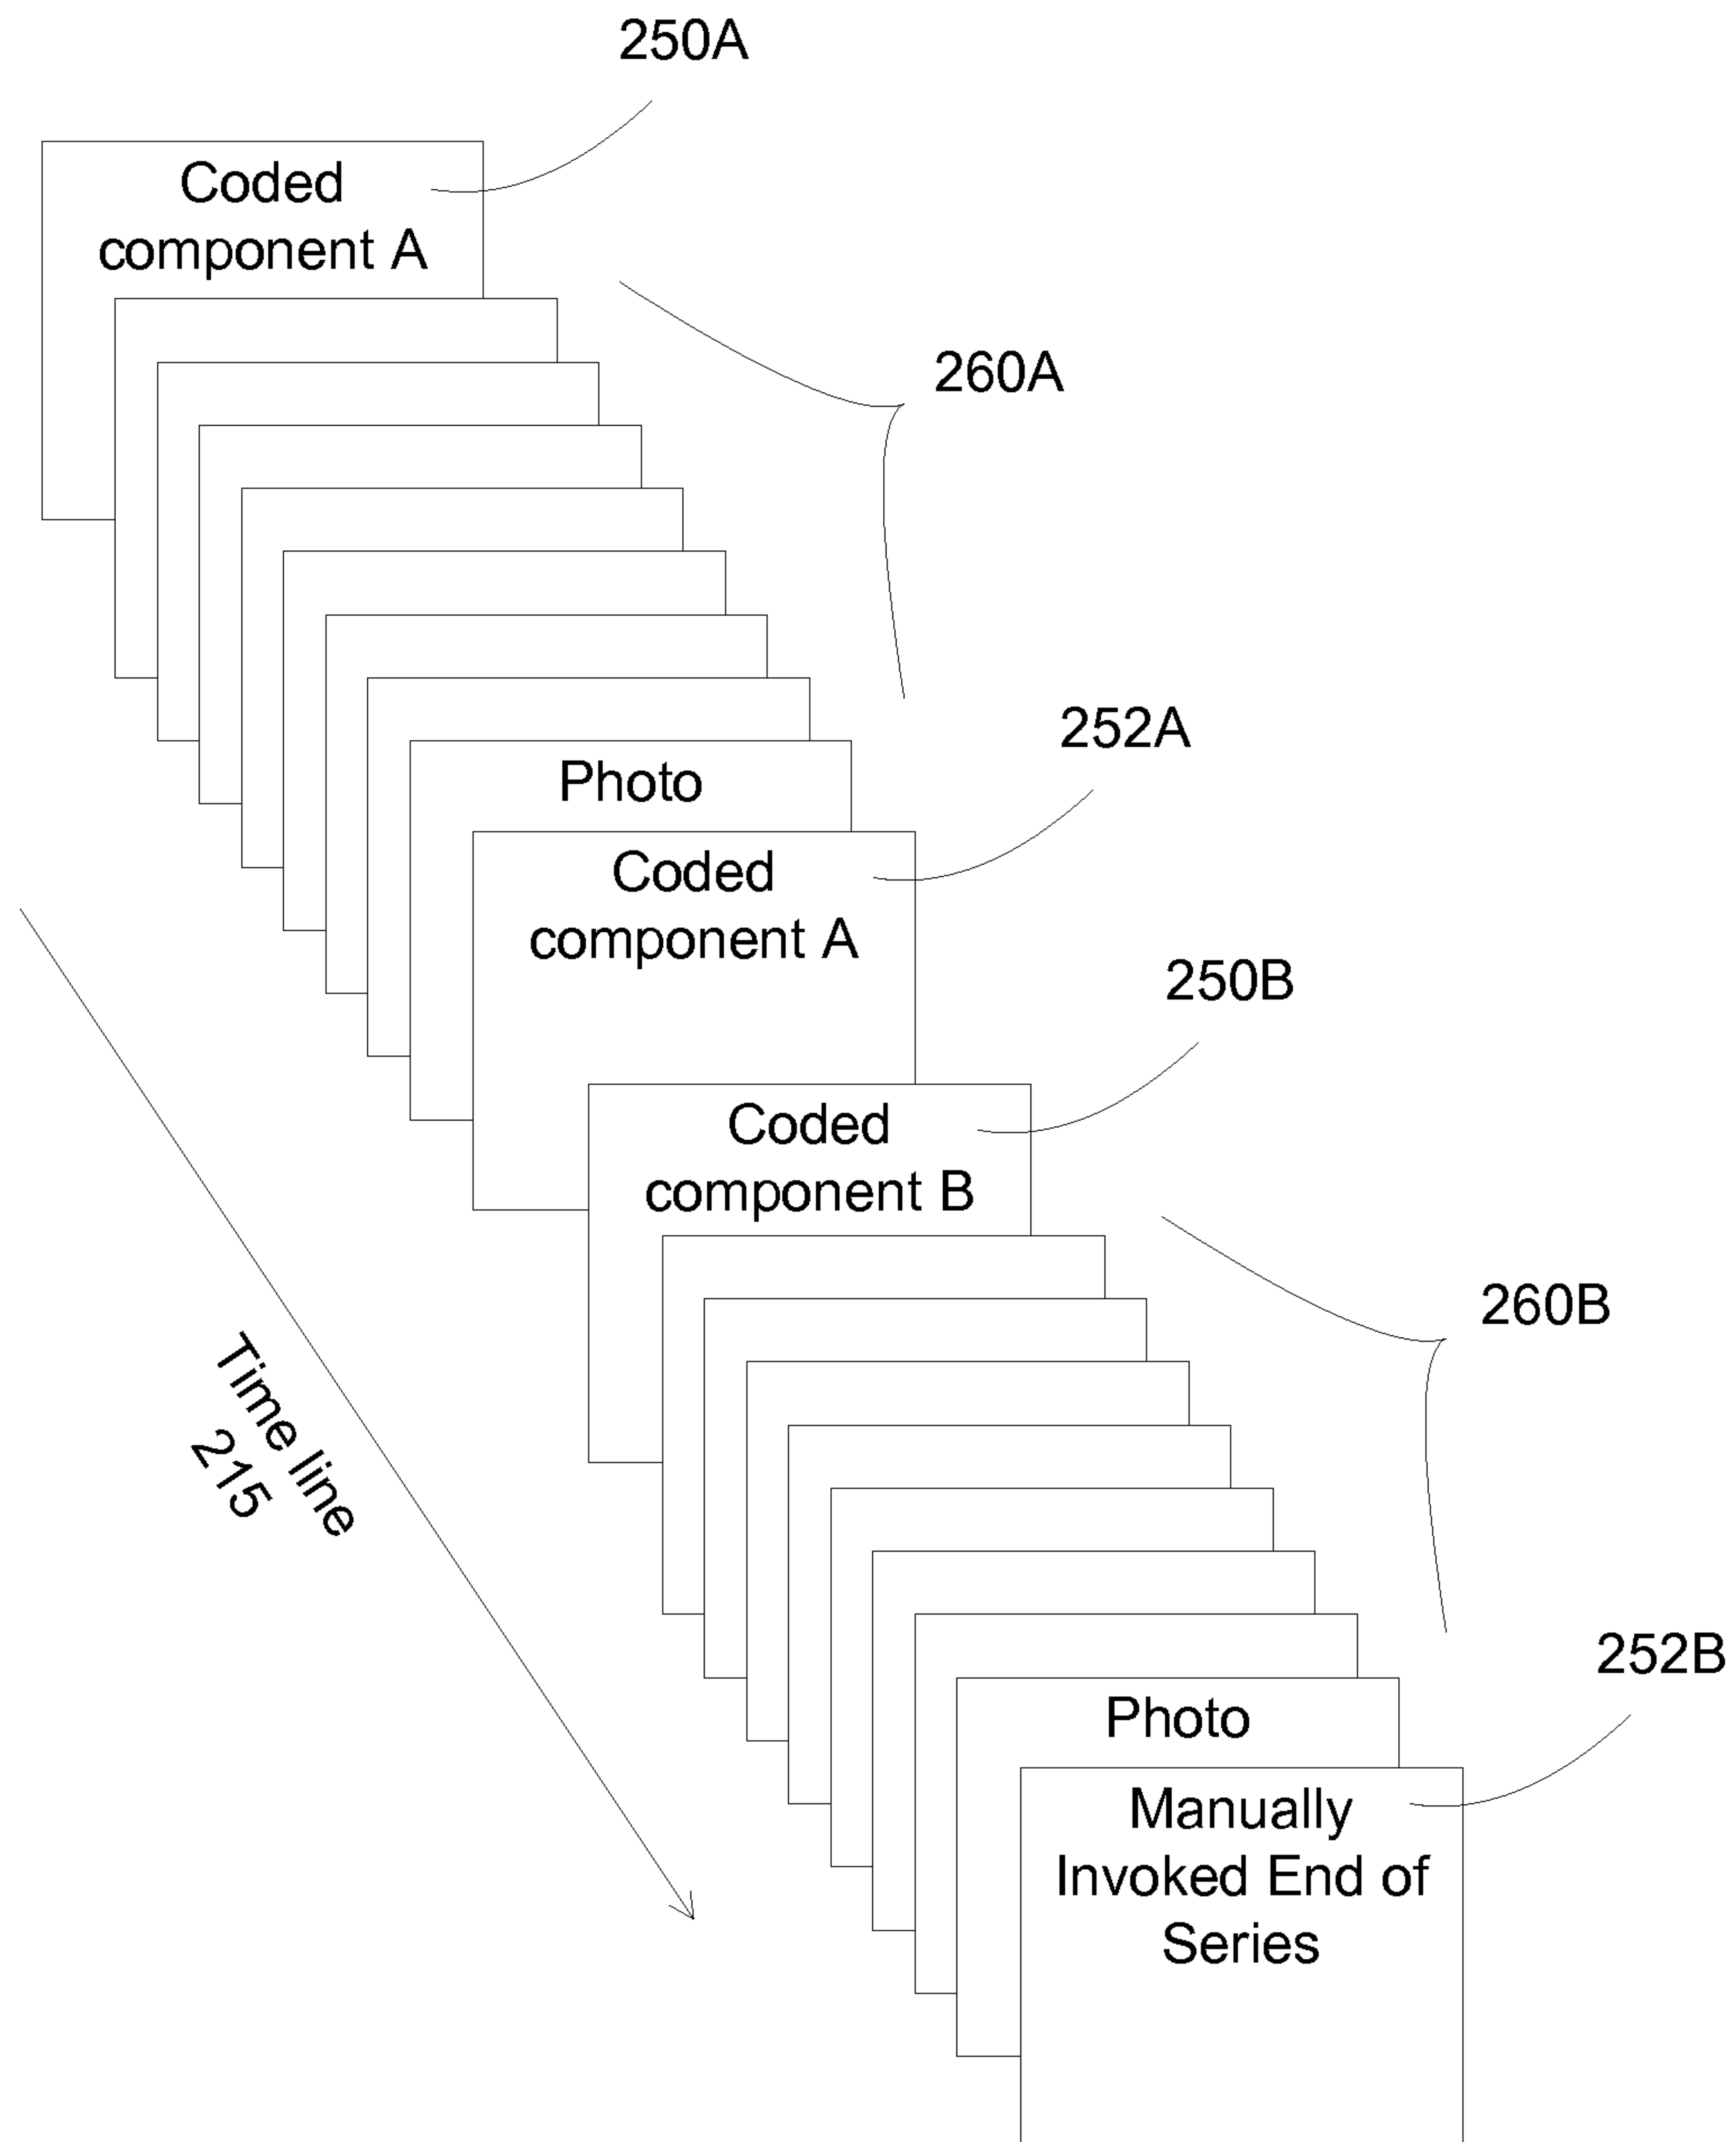 250A
Coded
component A
260A
252A
Photo
Coded
component A
250B
Coded
component B
260B
Time line
215
252B
Photo
Manually
Invoked End of
Series